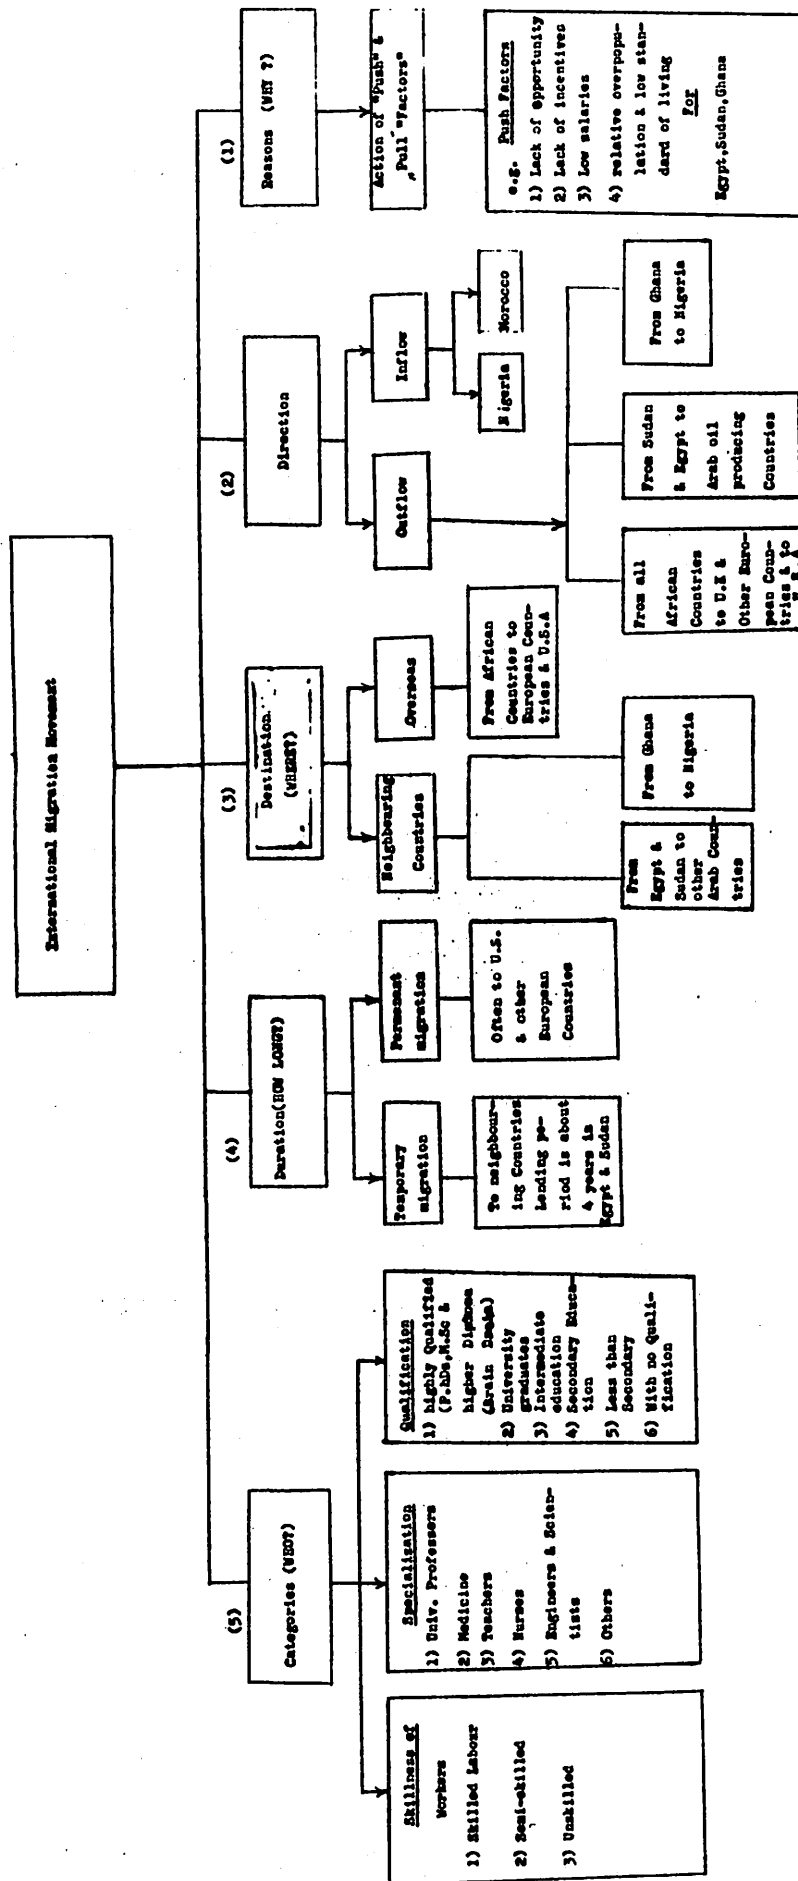 International Migration Movement
(5)
Categories (WHO?)
Skillness of
Workers
1) Skilled Labour
2) Semi-skilled
3) Unskilled
Specialization
1) Univ. Professors
2) Medicine
3) Teachers
4) Nurses
5) Engineers & Scien-
tists
6) Others
Qualification
1) highly Qualified
(P.hDs,M.Sc &
higher Diploma
(Brain Drain)
2) University
graduates
3) Intermediate
education
4) Secondary Educa-
tion
5) Less than
Secondary
6) With no Quali-
fication
(4)
Duration(HOW LONG?)
Temporary
migration
To neighbour-
ing Countries
Lending pe-
riod is about
4 years in
Egypt & Sudan
Permanent
migration
Often to U.S.
& other
European
Countries
(3)
Destination
(WHERE?)
Neighbouring
Countries
From
Egypt &
Sudan to
other
Arab Coun-
tries
From Ghana
to Nigeria
Overseas
From African
Countries to
European Coun-
tries & U.S.A
(2)
Direction
Outflow
From all
African
Countries
to U.K &
Other Euro-
pean Coun-
tries & to
U.S.A
From Sudan
& Egypt to
Arab oil
producing
Countries
From Ghana
to Nigeria
Inflow
Nigeria
Morocco
(1)
Reasons (WHY ?)
Action of "Push" &
"Pull "Factors"
e.g. Push Factors
1) Lack of opportunity
2) Lack of incentives
3) Low salaries
4) relative overpopu-
lation & low stan-
dard of living
For
Egypt,Sudan,Ghana